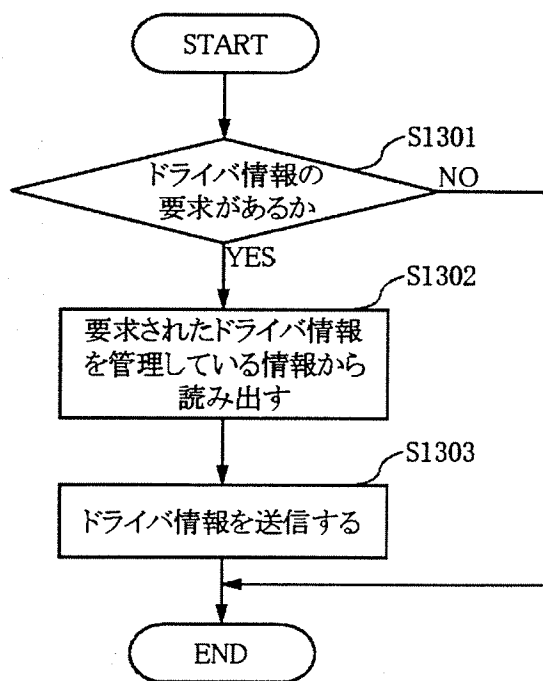 START
S1301
ドライバ情報の
要求があるか
NO
YES
S1302
要求されたドライバ情報
を管理している情報から
読み出す
S1303
ドライバ情報を送信する
END